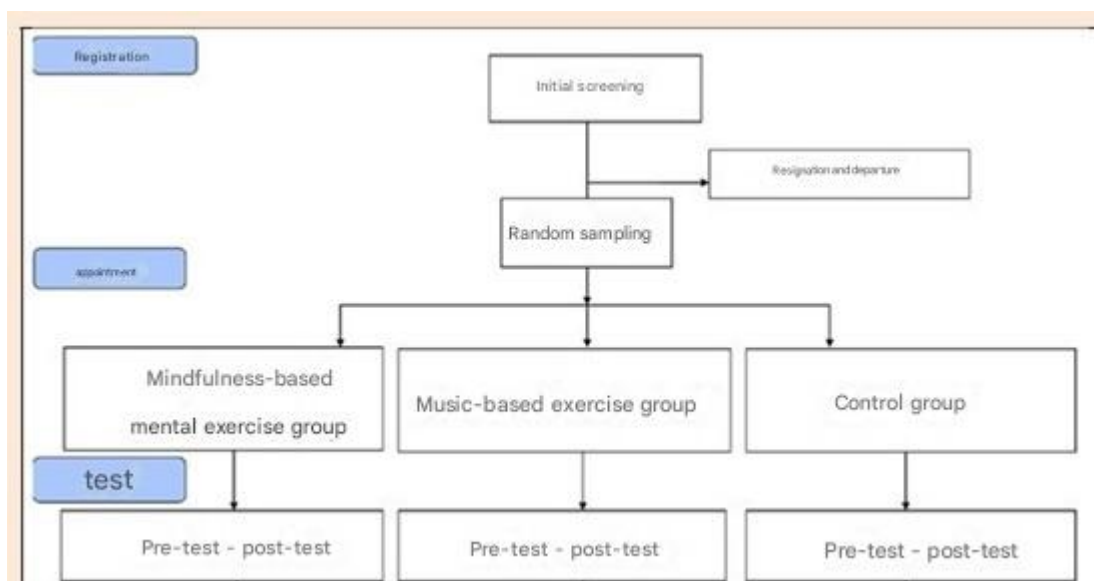 Registration
Initial screening
Resignation and departure
Random sampling
appointment
Mindfulness-based
mental exercise group
Music-based exercise group
Control group
test
Pre-test - post-test
Pre-test - post-test
Pre-test - post-test